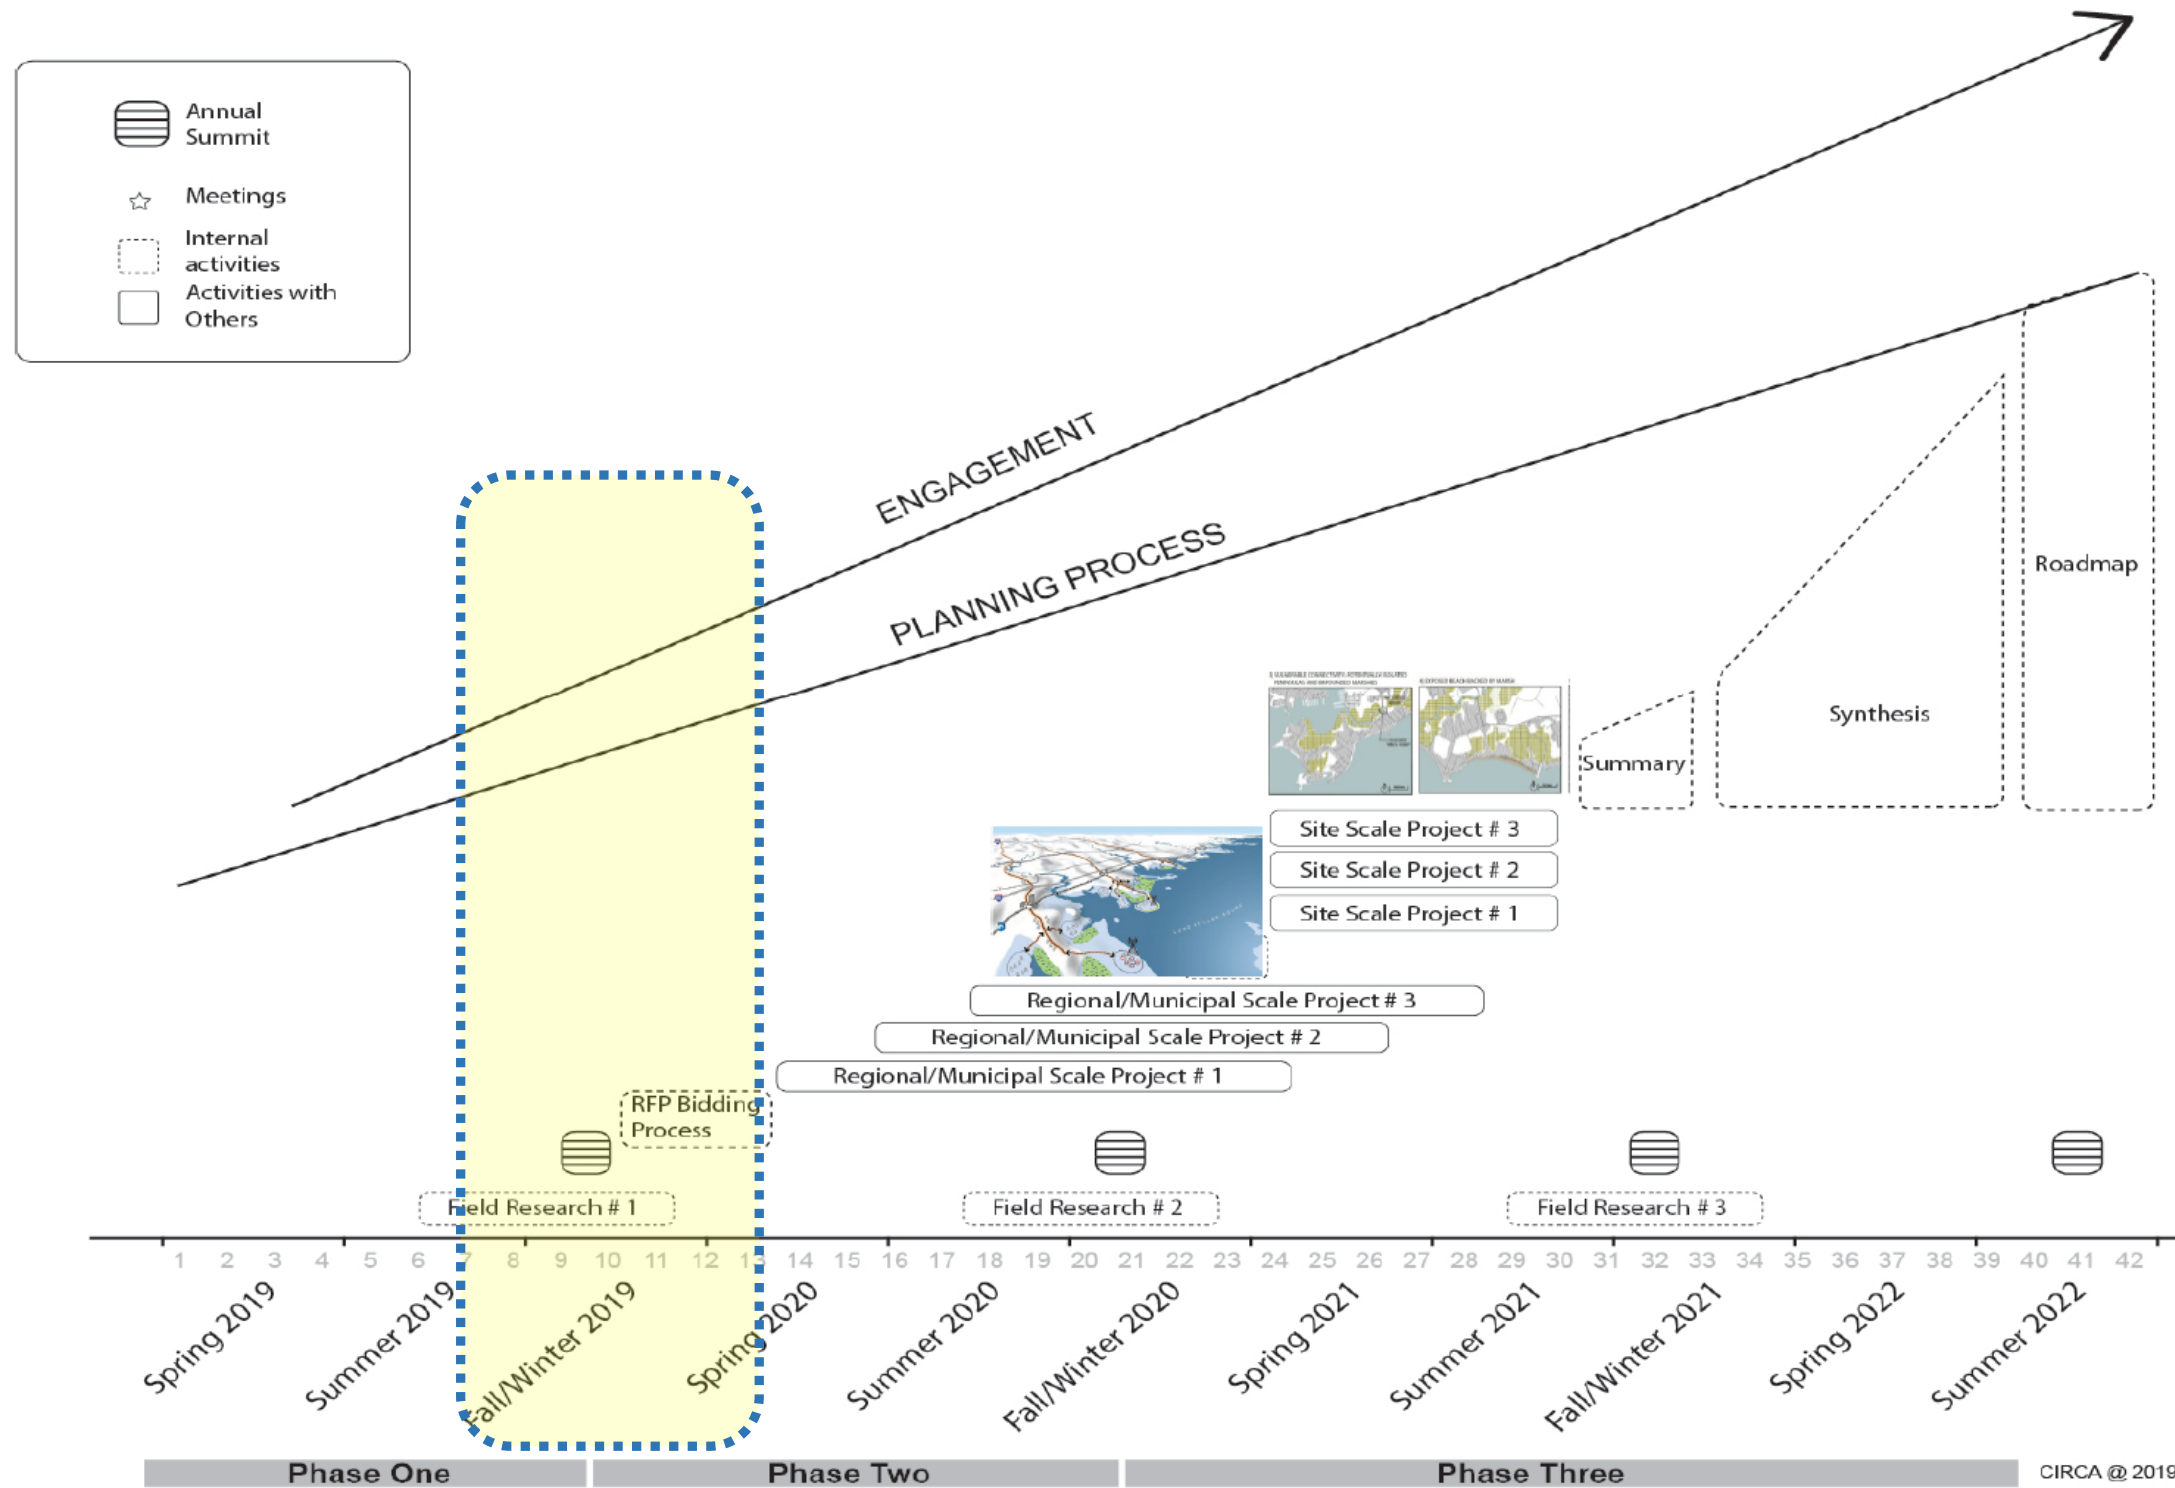 Annual
Summit
Meetings
Internal
activities
Activities with
Others
ENGAGEMENT
PLANNING PROCESS
Roadmap
Synthesis
Summary
Site Scale Project # 3
Site Scale Project # 2
Site Scale Project # 1
Regional/Municipal Scale Project # 3
Regional/Municipal Scale Project # 2
Regional/Municipal Scale Project # 1
RFP Bidding
Process
Field Research # 1
Field Research # 2
Field Research # 3
1 2 3 4 5 6 7 8 9 10 11 12 13 14 15 16 17 18 19 20 21 22 23 24 25 26 27 28 29 30 31 32 33 34 35 36 37 38 39 40 41 42
Spring 2019
Summer 2019
Fall/Winter 2019
Spring 2020
Summer 2020
Fall/Winter 2020
Spring 2021
Summer 2021
Fall/Winter 2021
Spring 2022
Summer 2022
Phase One
Phase Two
Phase Three
CIRCA @ 2019